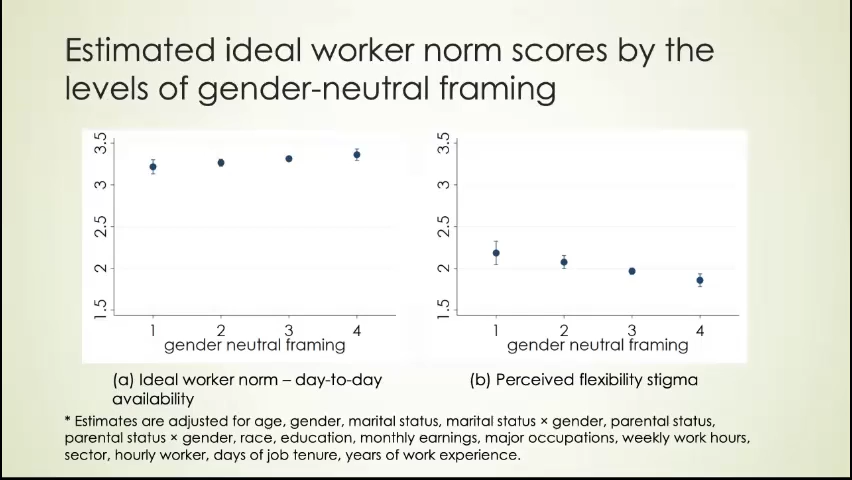 Estimated ideal worker norm scores by the
levels of gender-neutral framing
3.5
3
2.5
2
1.5
1 2 3 4
gender neutral framing
(a) Ideal worker norm – day-to-day
availability
3.5
3
2.5
2
1.5
1 2 3 4
gender neutral framing
(b) Perceived flexibility stigma
* Estimates are adjusted for age, gender, marital status, marital status × gender, parental status,
parental status × gender, race, education, monthly earnings, major occupations, weekly work hours,
sector, hourly worker, days of job tenure, years of work experience.